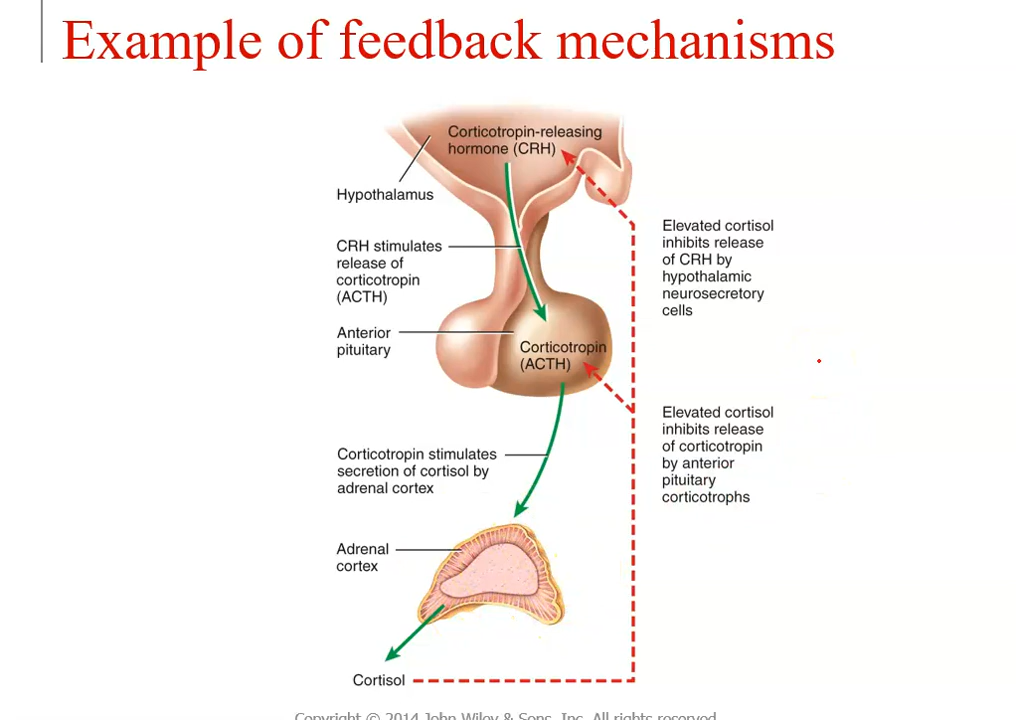 Example of feedback mechanisms
Corticotropin-releasing
hormone (CRH)
Hypothalamus
CRH stimulates
release of
corticotropin
(ACTH)
Elevated cortisol
inhibits release
of CRH by
hypothalamic
neurosecretory
cells
Anterior
pituitary
Corticotropin
(ACTH)
Elevated cortisol
inhibits release
of corticotropin
by anterior
pituitary
corticotrophs
Corticotropin stimulates
secretion of cortisol by
adrenal cortex
Adrenal
cortex
Cortisol
Copyright © 2014 John Wiley & Sons, Inc. All rights reserved.